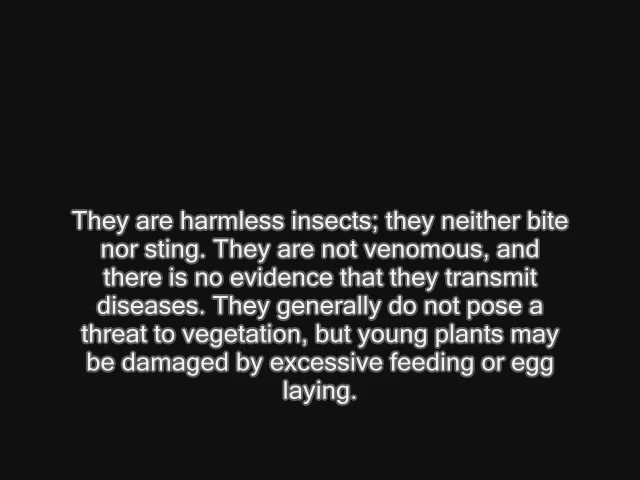 They are harmless insects; they neither bite
nor sting. They are not venomous, and
there is no evidence that they transmit
diseases. They generally do not pose a
threat to vegetation, but young plants may
be damaged by excessive feeding or egg
laying.